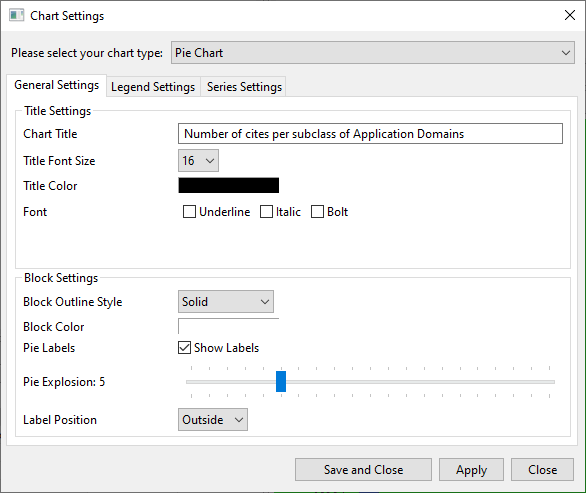 Chart Settings
Please select your chart type: Pie Chart
General Settings Legend Settings Series Settings
Title Settings
Chart Title Number of cites per subclass of Application Domains
Title Font Size 16
Title Color
Font Underline Italic Bolt
Block Settings
Block Outline Style Solid
Block Color
Pie Labels Show Labels
Pie Explosion: 5
Label Position Outside
Save and Close Apply Close